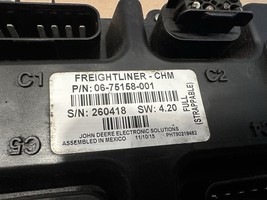 C1
C2
C5
FREIGHTLINER - CHM
P/N: 06-75158-001
S/N: 260418 SW: 4.20
FULL
(STRAPPABLE)
JOHN DEERE ELECTRONIC SOLUTIONS
ASSEMBLED IN MEXICO 11/10/15